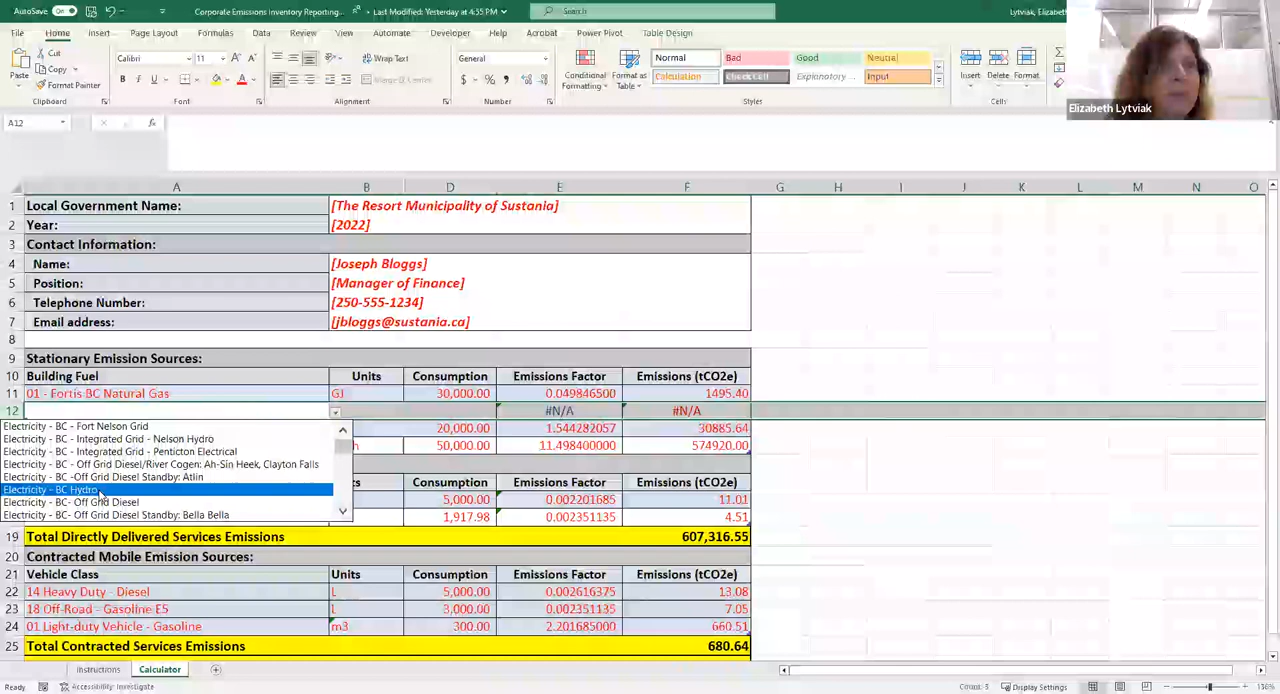 AutoSave On Corporate Emissions Inventory Reporting... • Last Modified: Yesterday at 4:55 PM Search Lytviak, Elizabeth
File Home Insert Page Layout Formulas Data Review View Automate Developer Help Acrobat Power Pivot Table Design
Paste Cut Copy Format Painter Clipboard
Calibri 11 A A B I U A Font
Wrap Text Merge & Center Alignment
General $ % Number
Conditional Formatting Format as Table
Normal Bad Good Neutral
Calculation Check Cell Explanatory ... Input
Styles
Insert Delete Format Cells
Elizabeth Lytviak
A12 fx
A B D E F G H I J K L M N O
1 Local Government Name: [The Resort Municipality of Sustania]
2 Year: [2022]
3 Contact Information:
4 Name: [Joseph Bloggs]
5 Position: [Manager of Finance]
6 Telephone Number: [250-555-1234]
7 Email address: [jbloggs@sustania.ca]
8
9 Stationary Emission Sources:
10 Building Fuel Units Consumption Emissions Factor Emissions (tCO2e)
11 01 - Fortis BC Natural Gas GJ 30,000.00 0.049846500 1495.40
12 #N/A #N/A
Electricity - BC - Fort Nelson Grid 20,000.00 1.544282057 30885.64
Electricity - BC - Integrated Grid - Nelson Hydro h 50,000.00 11.498400000 574920.00
Electricity - BC - Integrated Grid - Penticton Electrical
Electricity - BC - Off Grid Diesel/River Cogen: Ah-Sin Heek, Clayton Falls
Electricity - BC -Off Grid Diesel Standby: Atlin s Consumption Emissions Factor Emissions (tCO2e)
Electricity - BC Hydro 5,000.00 0.002201685 11.01
Electricity - BC- Off Grid Diesel
Electricity - BC- Off Grid Diesel Standby: Bella Bella 1,917.98 0.002351135 4.51
19 Total Directly Delivered Services Emissions 607,316.55
20 Contracted Mobile Emission Sources:
21 Vehicle Class Units Consumption Emissions Factor Emissions (tCO2e)
22 14 Heavy Duty - Diesel L 5,000.00 0.002616375 13.08
23 18 Off-Road - Gasoline E5 L 3,000.00 0.002351135 7.05
24 01 Light-duty Vehicle - Gasoline m3 300.00 2.201685000 660.51
25 Total Contracted Services Emissions 680.64
Instructions Calculator
Ready Accessibility: Investigate Count: 3 Display Settings 136%